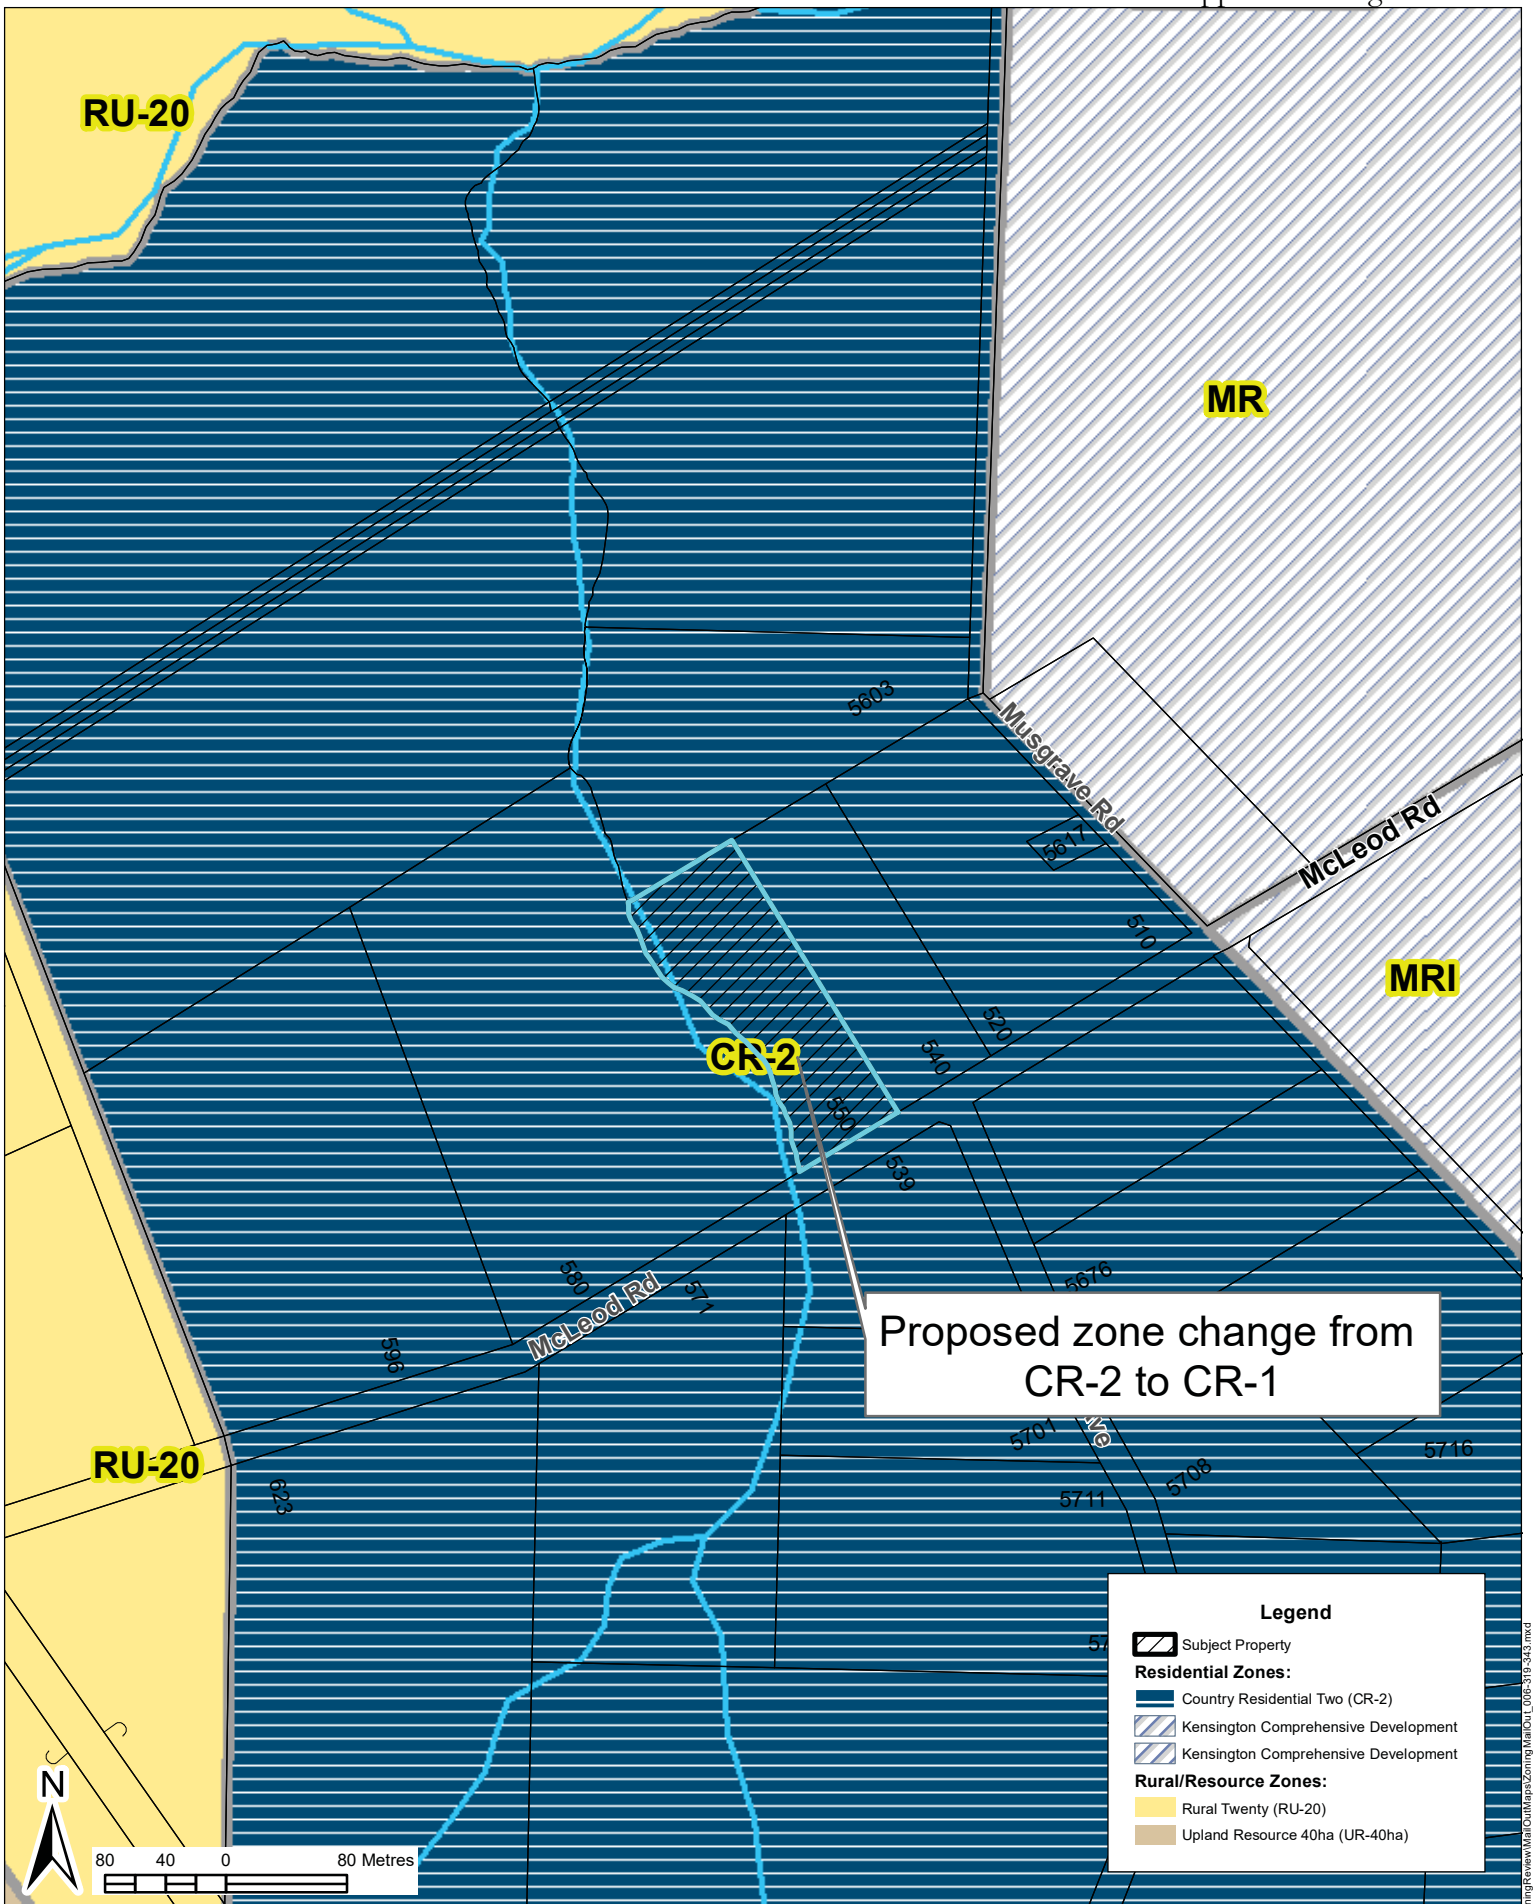 RU-20
MR
5603
Musgrave Rd
5617
McLeod Rd
510
MRI
520
540
CR-2
550
539
580
McLeod Rd
571
5676
596
Proposed zone change from
CR-2 to CR-1
5701
5716
RU-20
5708
623
5711
Legend
Subject Property
Residential Zones:
Country Residential Two (CR-2)
Kensington Comprehensive Development
Kensington Comprehensive Development
Rural/Resource Zones:
Rural Twenty (RU-20)
Upland Resource 40ha (UR-40ha)
N
80 40 0 80 Metres